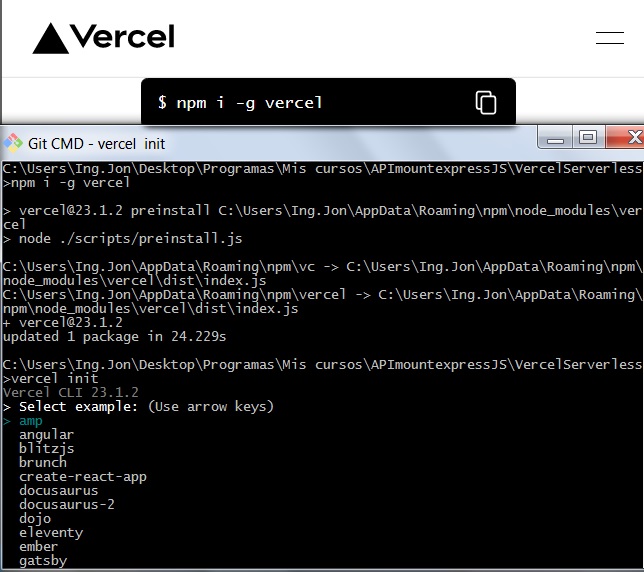 Vercel
$ npm i -g vercel
Git CMD - vercel  init
C:\Users\Ing.Jon\Desktop\Programas\Mis cursos\APImountexpressJS\VercelServerless
>npm i -g vercel
> vercel@23.1.2 preinstall C:\Users\Ing.Jon\AppData\Roaming\npm\node_modules\ver
cel
> node ./scripts/preinstall.js
C:\Users\Ing.Jon\AppData\Roaming\npm\vc -> C:\Users\Ing.Jon\AppData\Roaming\npm\
node_modules\vercel\dist\index.js
C:\Users\Ing.Jon\AppData\Roaming\npm\vercel -> C:\Users\Ing.Jon\AppData\Roaming\
npm\node_modules\vercel\dist\index.js
+ vercel@23.1.2
updated 1 package in 24.229s
C:\Users\Ing.Jon\Desktop\Programas\Mis cursos\APImountexpressJS\VercelServerless
>vercel init
Vercel CLI 23.1.2
> Select example: (Use arrow keys)
> amp
angular
blitzjs
brunch
create-react-app
docusaurus
docusaurus-2
dojo
eleventy
ember
gatsby